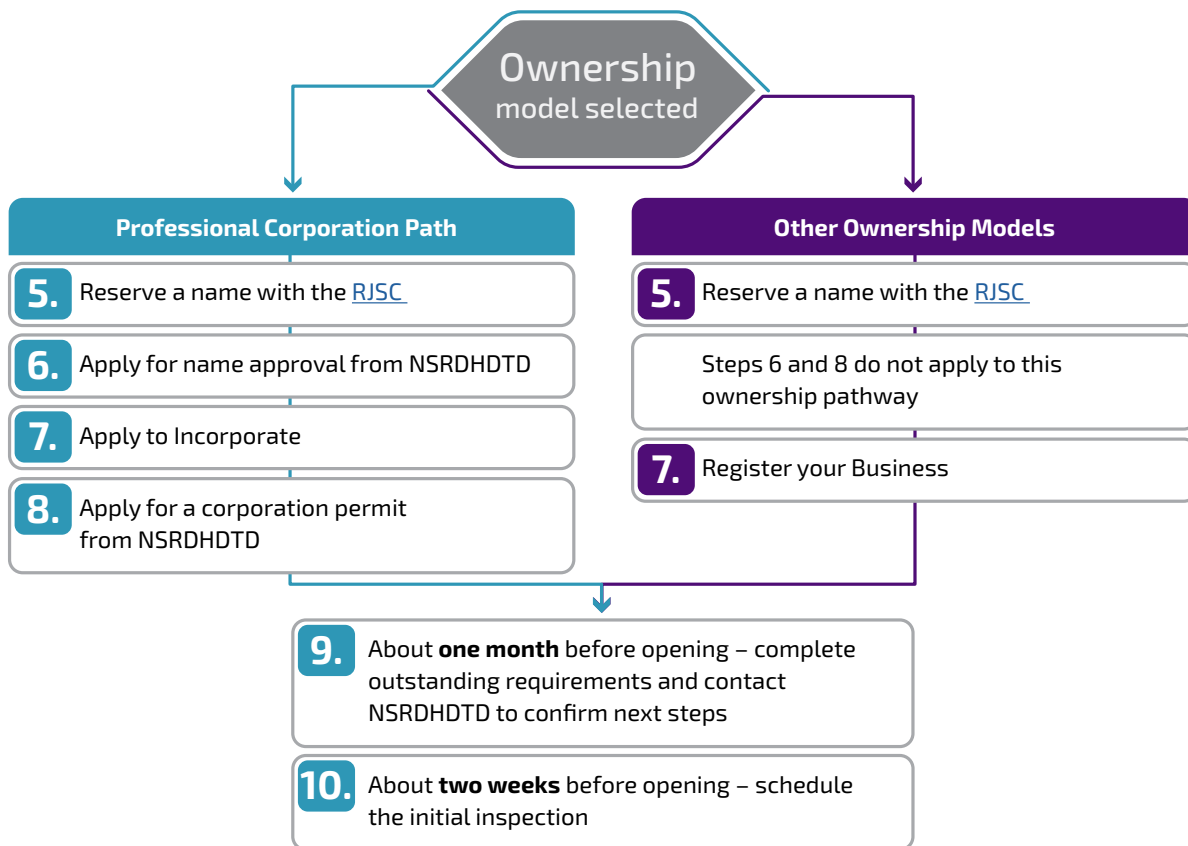 Ownership
model selected
Professional Corporation Path
5. Reserve a name with the RJSC
6. Apply for name approval from NSRDHDTD
7. Apply to Incorporate
8. Apply for a corporation permit
from NSRDHDTD
Other Ownership Models
5. Reserve a name with the RJSC
Steps 6 and 8 do not apply to this
ownership pathway
7. Register your Business
9. About one month before opening – complete
outstanding requirements and contact
NSRDHDTD to confirm next steps
10. About two weeks before opening – schedule
the initial inspection